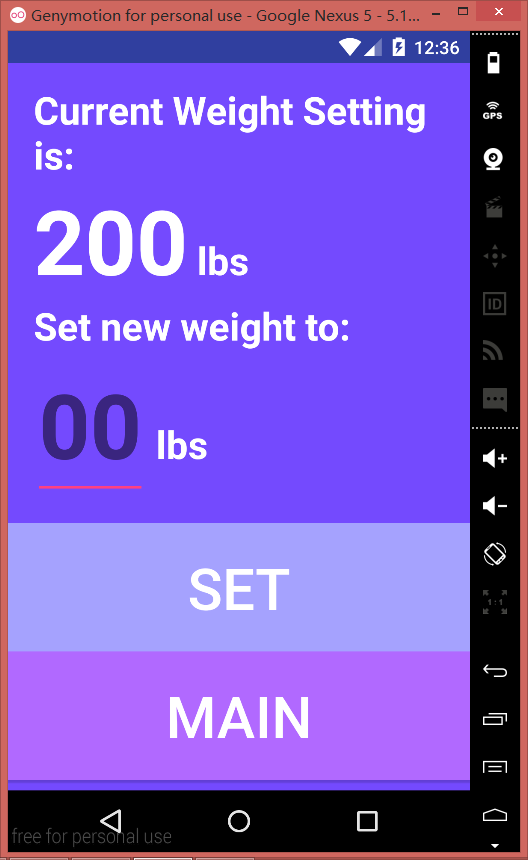 Genymotion for personal use - Google Nexus 5 - 5.1...
12:36
Current Weight Setting
is:
200 lbs
Set new weight to:
00 lbs
SET
MAIN
free for personal use
GPS
ID
1:1